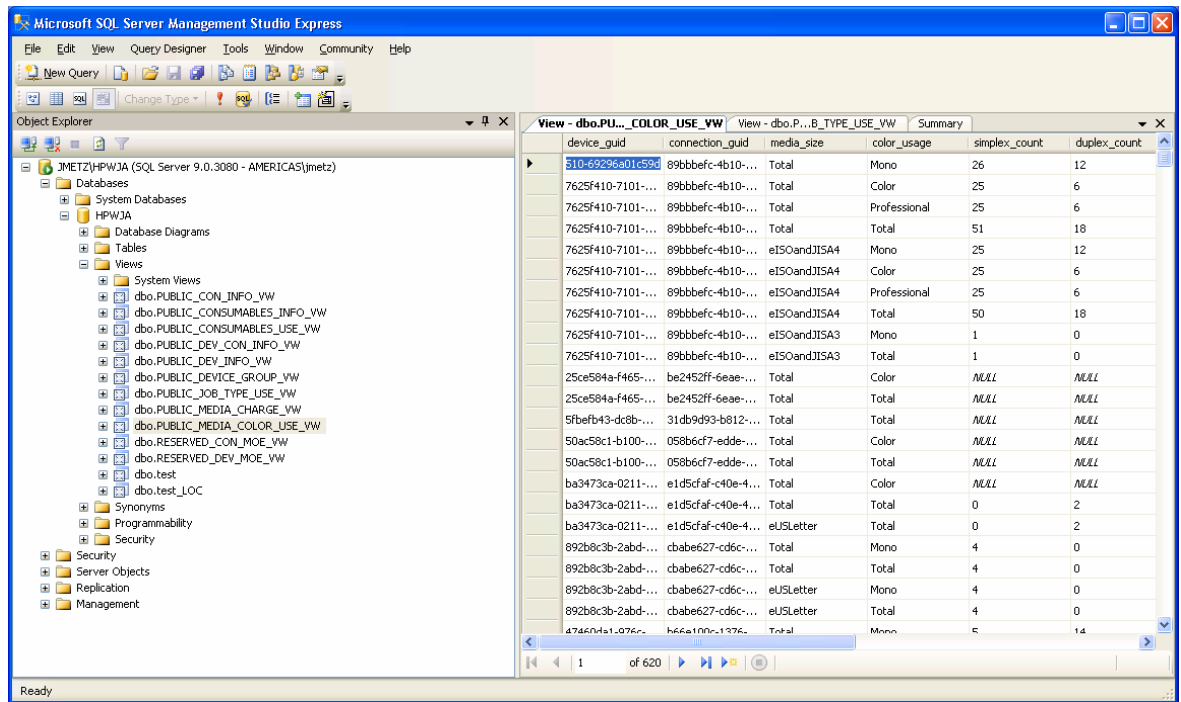 Microsoft SQL Server Management Studio Express
File Edit View Query Designer Tools Window Community Help
New Query
Change Type
Object Explorer
JMETZ\HPWJA (SQL Server 9.0.3080 - AMERICAS\jmetz)
Databases
System Databases
HPWJA
Database Diagrams
Tables
Views
System Views
dbo.PUBLIC_CON_INFO_VW
dbo.PUBLIC_CONSUMABLES_INFO_VW
dbo.PUBLIC_CONSUMABLES_USE_VW
dbo.PUBLIC_DEV_CON_INFO_VW
dbo.PUBLIC_DEV_INFO_VW
dbo.PUBLIC_DEVICE_GROUP_VW
dbo.PUBLIC_JOB_TYPE_USE_VW
dbo.PUBLIC_MEDIA_CHARGE_VW
dbo.PUBLIC_MEDIA_COLOR_USE_VW
dbo.RESERVED_CON_MOE_VW
dbo.RESERVED_DEV_MOE_VW
dbo.test
dbo.test_LOC
Synonyms
Programmability
Security
Security
Server Objects
Replication
Management
View - dbo.PU..._COLOR_USE_VW View - dbo.P...B_TYPE_USE_VW Summary
device_guid connection_guid media_size color_usage simplex_count duplex_count
510-69296a01c59d 89bbbefc-4b10-... Total Mono 26 12
7625f410-7101-... 89bbbefc-4b10-... Total Color 25 6
7625f410-7101-... 89bbbefc-4b10-... Total Professional 25 6
7625f410-7101-... 89bbbefc-4b10-... Total Total 51 18
7625f410-7101-... 89bbbefc-4b10-... eISOandJISA4 Mono 25 12
7625f410-7101-... 89bbbefc-4b10-... eISOandJISA4 Color 25 6
7625f410-7101-... 89bbbefc-4b10-... eISOandJISA4 Professional 25 6
7625f410-7101-... 89bbbefc-4b10-... eISOandJISA4 Total 50 18
7625f410-7101-... 89bbbefc-4b10-... eISOandJISA3 Mono 1 0
7625f410-7101-... 89bbbefc-4b10-... eISOandJISA3 Total 1 0
25ce584a-f465-... be2452ff-6eae-... Total Color NULL NULL
25ce584a-f465-... be2452ff-6eae-... Total Total NULL NULL
5fbefb43-dc8b-... 31db9d93-b812-... Total Total NULL NULL
50ac58c1-b100-... 058b6cf7-edde-... Total Color NULL NULL
50ac58c1-b100-... 058b6cf7-edde-... Total Total NULL NULL
ba3473ca-0211-... e1d5cfaf-c40e-4... Total Color NULL NULL
ba3473ca-0211-... e1d5cfaf-c40e-4... Total Total 0 2
ba3473ca-0211-... e1d5cfaf-c40e-4... eUSLetter Total 0 2
892b8c3b-2abd-... cbabe627-cd6c-... Total Mono 4 0
892b8c3b-2abd-... cbabe627-cd6c-... Total Total 4 0
892b8c3b-2abd-... cbabe627-cd6c-... eUSLetter Mono 4 0
892b8c3b-2abd-... cbabe627-cd6c-... eUSLetter Total 4 0
47460da1-976c- b66e100c-1376- Total Mono 5 14
1 of 620
Ready